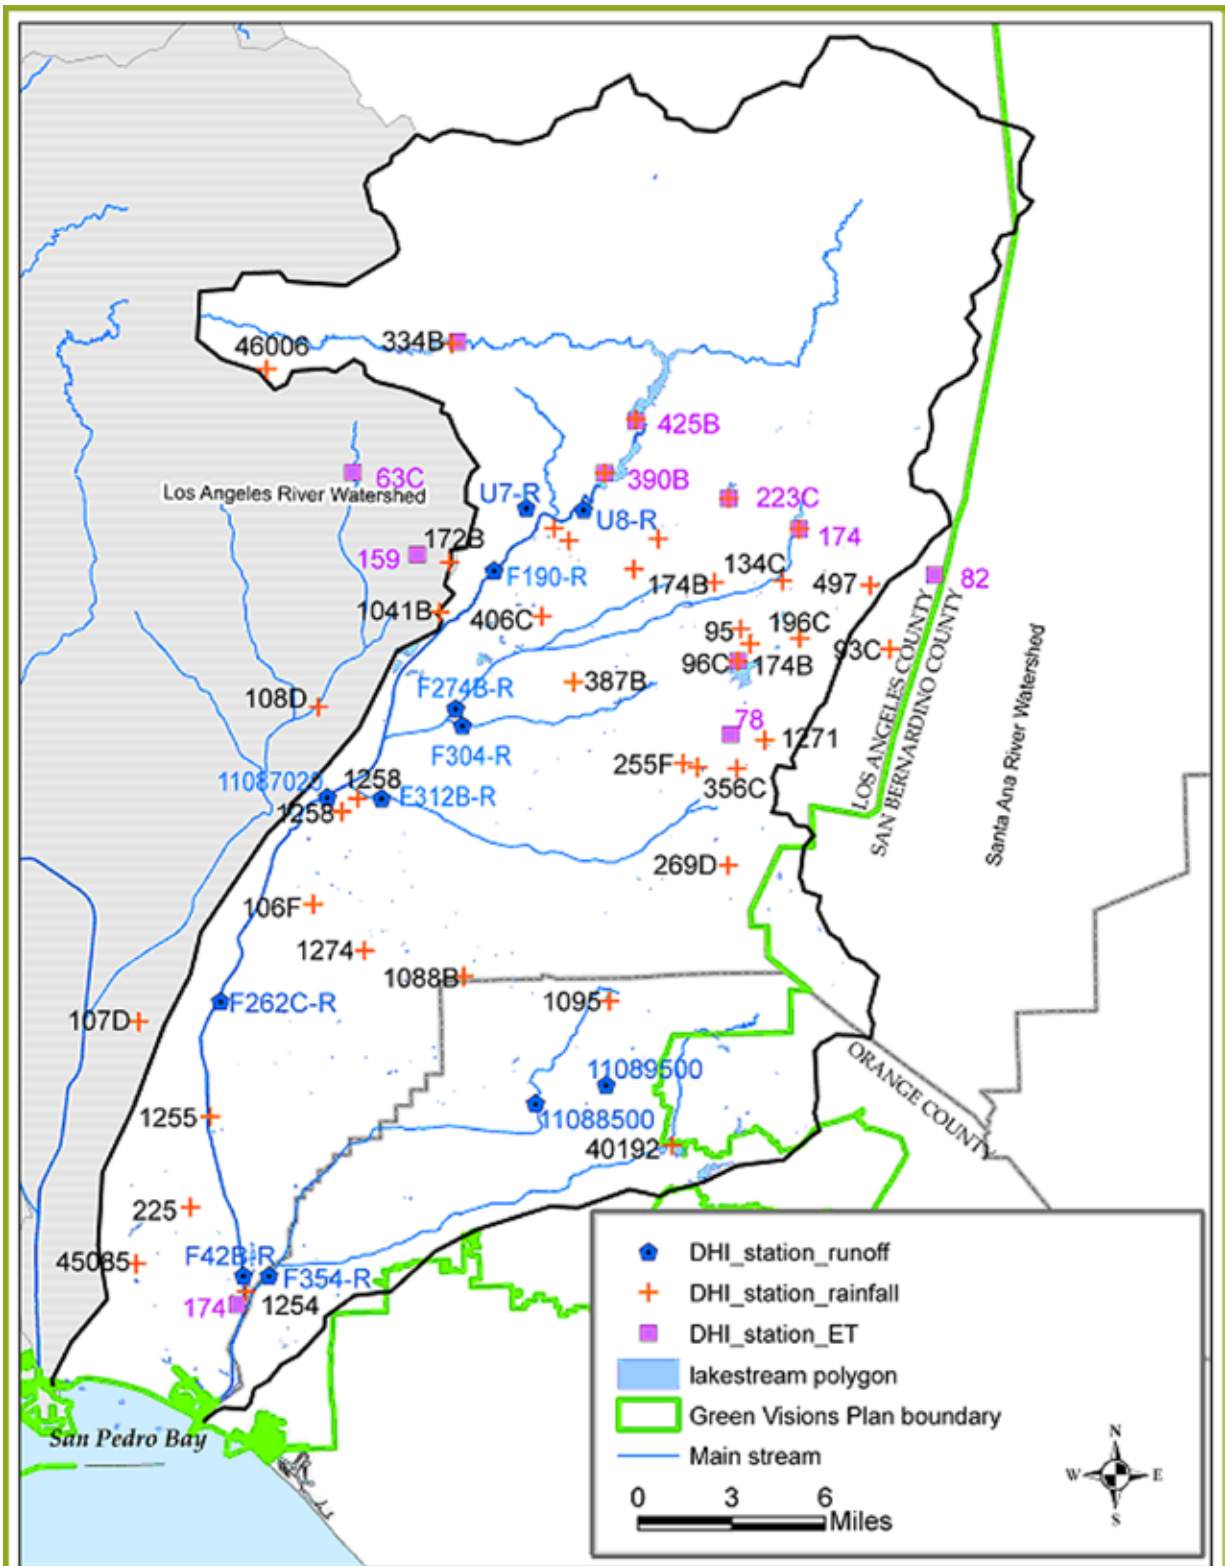 46006
334B
425B
63C
390B
Los Angeles River Watershed
U7-R
223C
U8-R
172B
174
159
F190-R
134C
174B
497
82
1041B
406C
95
196C
93C
96C
174B
387B
108D
F274B-R
78
F304-R
1271
255F
356C
11087020
1258
F312B-R
1258
LOS ANGELES COUNTY
SAN BERNARDINO COUNTY
Santa Ana River Watershed
269D
106F
1274
1088B
1095
F262C-R
107D
ORANGE COUNTY
11089500
11088500
1255
40192
225
45085
F42B-R
F354-R
174
1254
San Pedro Bay
DHI_station_runoff
DHI_station_rainfall
DHI_station_ET
lakestream polygon
Green Visions Plan boundary
Main stream
0 3 6
Miles
N
W E
S